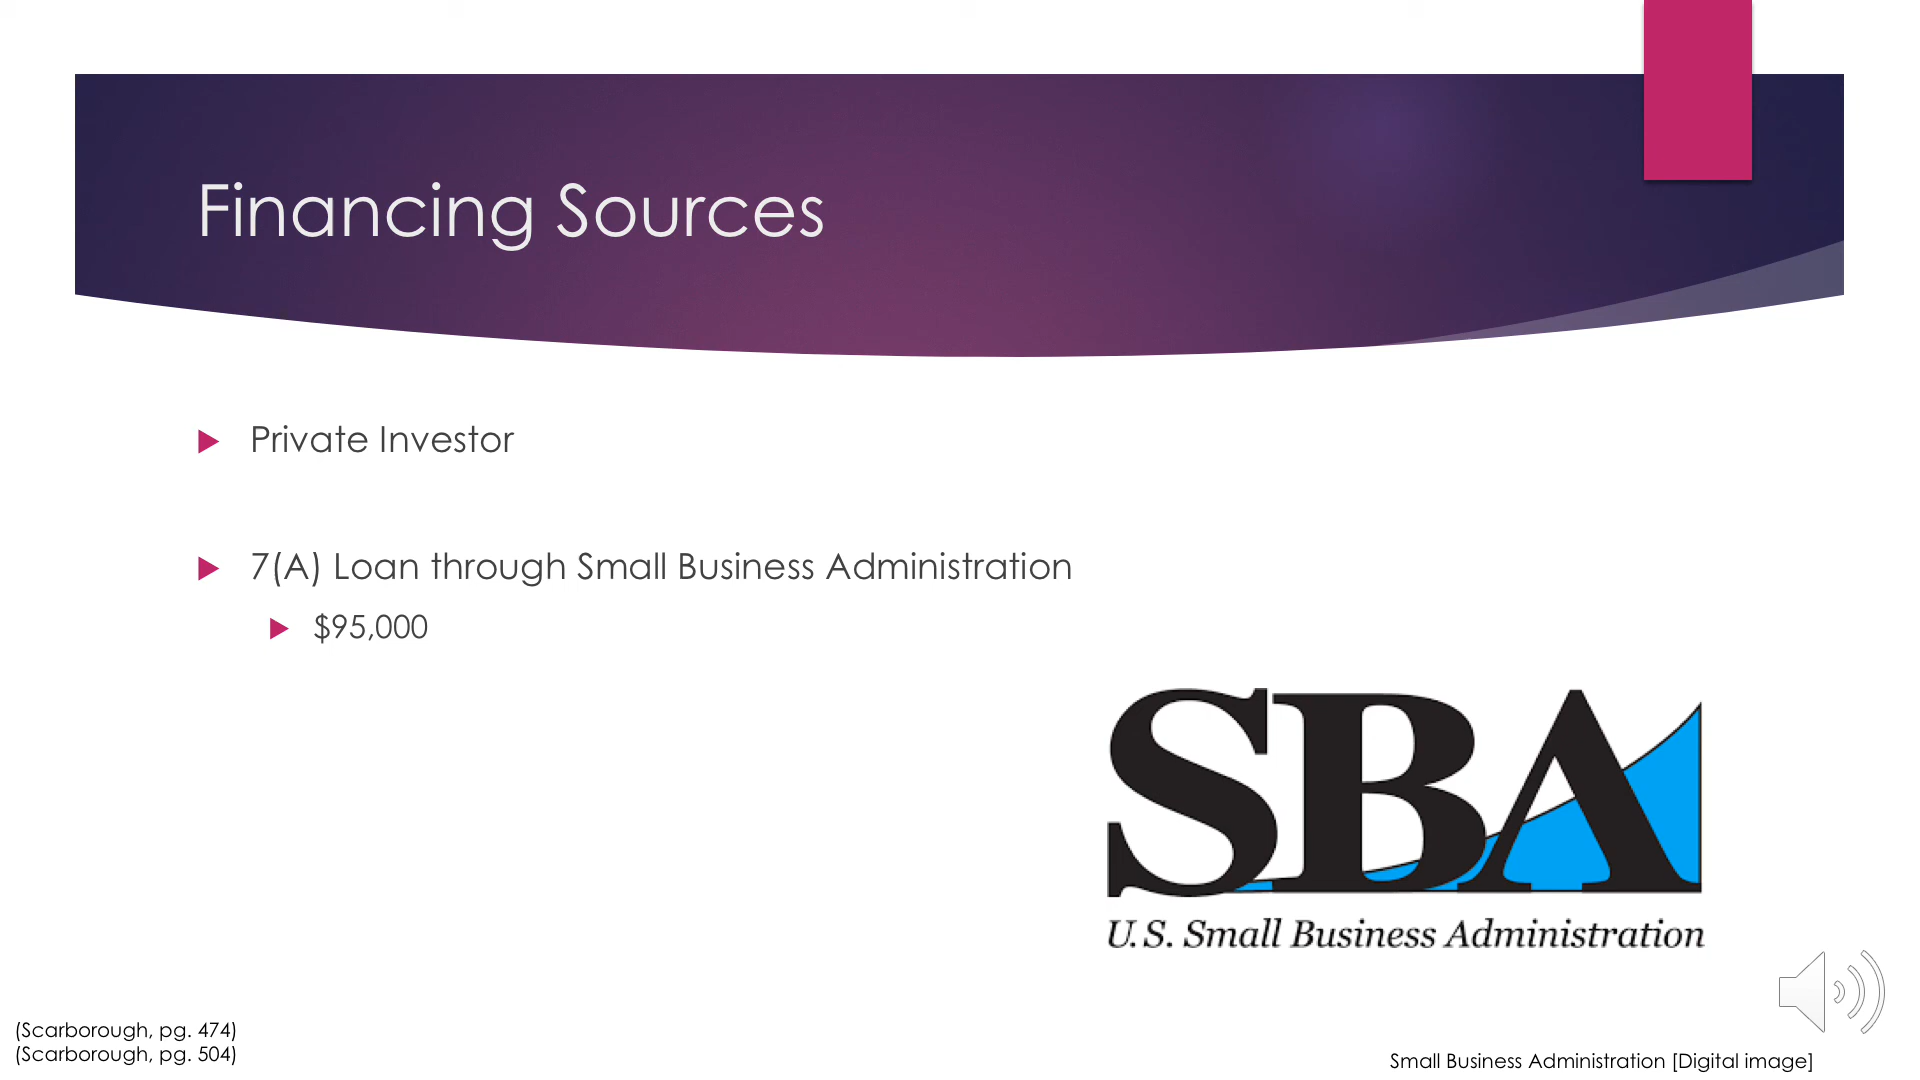 Financing Sources
Private Investor
7(A) Loan through Small Business Administration
$95,000
SBA
U.S. Small Business Administration
(Scarborough, pg. 474)
(Scarborough, pg. 504)
Small Business Administration [Digital image]